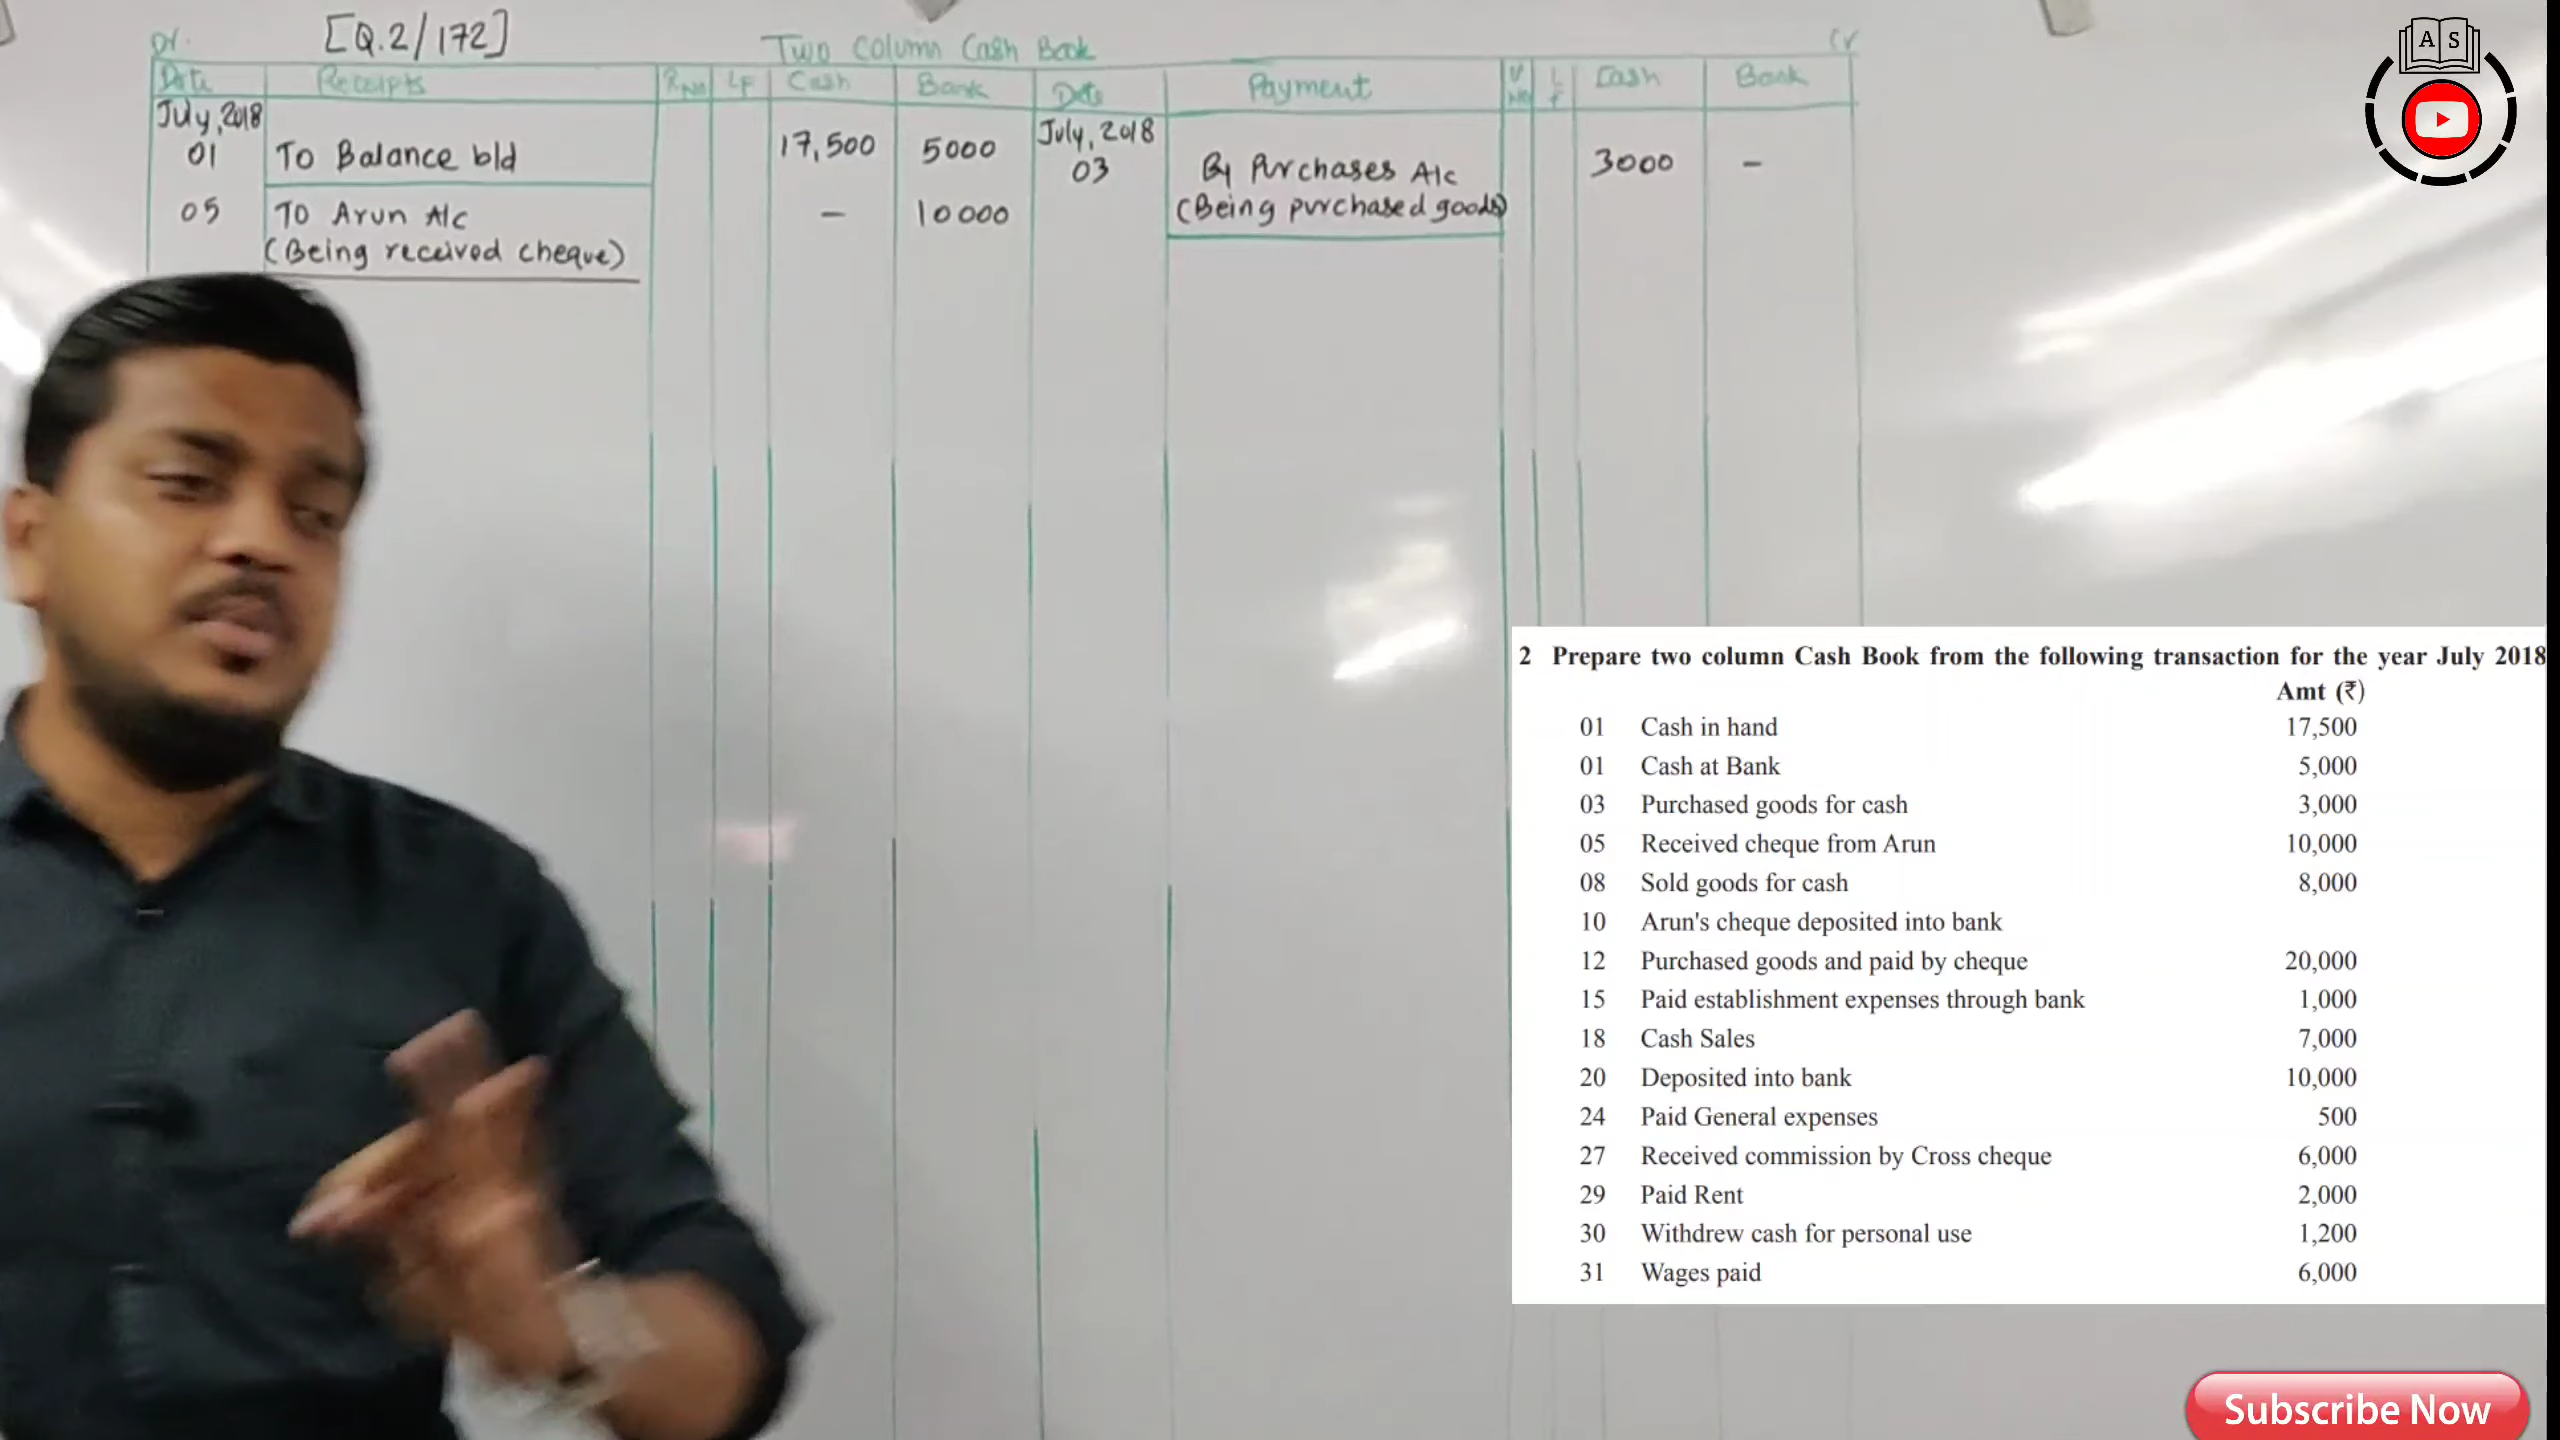 [Q.2/172]
Dr. Two Column Cash Book Cr
Date Receipts R No LF Cash Bank Date Payment V No LF Cash Bank
July, 2018 July, 2018
01 To Balance b/d 17,500 5000 03 By Purchases A/c 3000 -
(Being purchased goods)
05 To Arun A/c - 10000
(Being received cheque)
A S
2 Prepare two column Cash Book from the following transaction for the year July 2018
Amt (₹)
01 Cash in hand 17,500
01 Cash at Bank 5,000
03 Purchased goods for cash 3,000
05 Received cheque from Arun 10,000
08 Sold goods for cash 8,000
10 Arun's cheque deposited into bank
12 Purchased goods and paid by cheque 20,000
15 Paid establishment expenses through bank 1,000
18 Cash Sales 7,000
20 Deposited into bank 10,000
24 Paid General expenses 500
27 Received commission by Cross cheque 6,000
29 Paid Rent 2,000
30 Withdrew cash for personal use 1,200
31 Wages paid 6,000
Subscribe Now